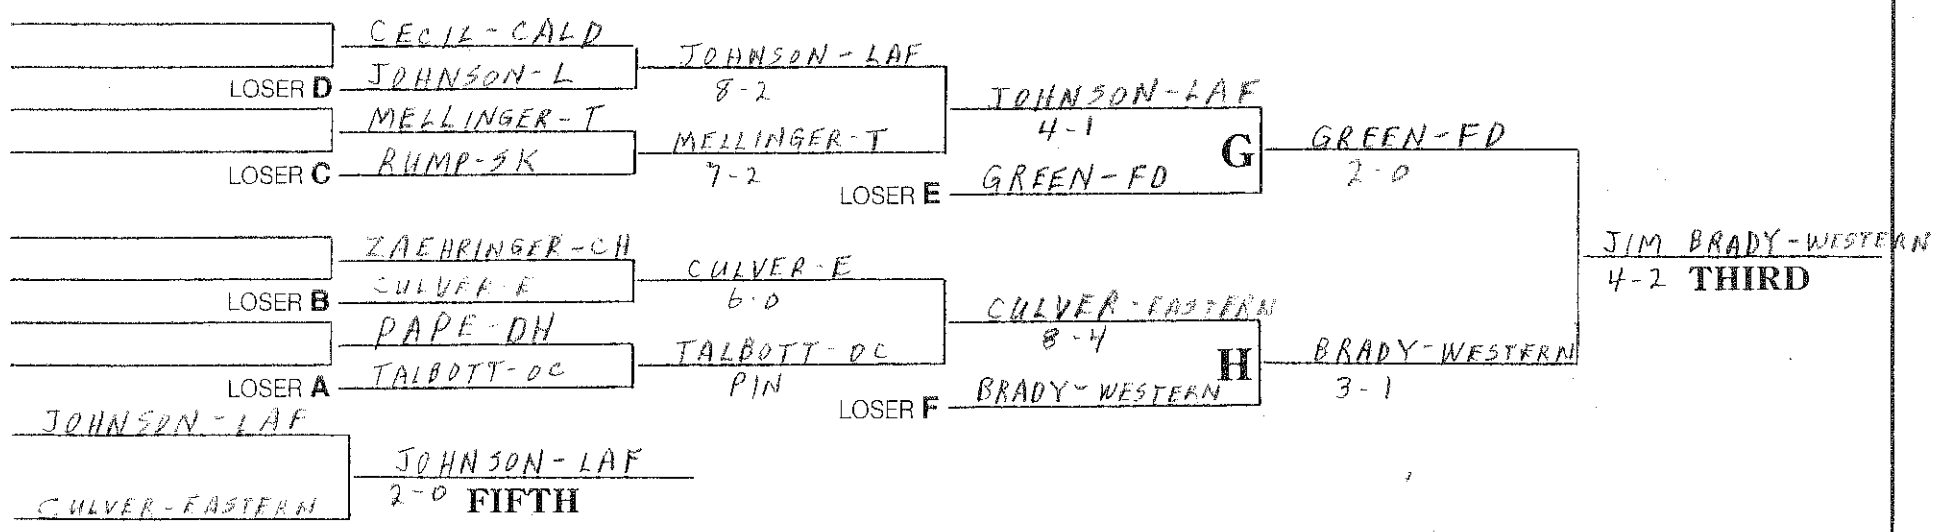 CECIL - CALD
LOSER D JOHNSON - L
JOHNSON - LAF
8-2
MELLINGER - T
LOSER C RUMP - SK
MELLINGER - T
7-2
JOHNSON - LAF
4-1
LOSER E GREEN - FD
G
GREEN - FD
2-0
ZAEHRINGER - CH
LOSER B CULVER - E
CULVER - E
6-0
PAPE - DH
LOSER A TALBOTT - OC
TALBOTT - OC
PIN
CULVER - EASTERN
8-4
LOSER F BRADY - WESTERN
H
BRADY - WESTERN
3-1
JIM BRADY - WESTERN
4-2 THIRD
JOHNSON - LAF
CULVER - EASTERN
JOHNSON - LAF
2-0 FIFTH